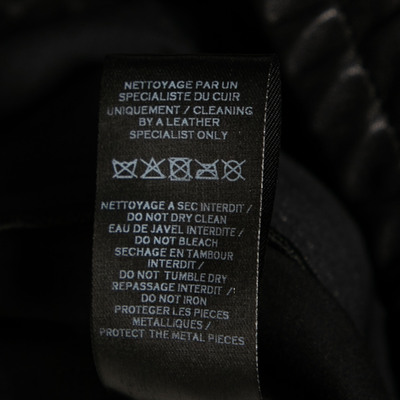 NETTOYAGE PAR UN
SPECIALISTE DU CUIR
UNIQUEMENT / CLEANING
BY A LEATHER
SPECIALIST ONLY
NETTOYAGE A SEC INTERDIT /
DO NOT DRY CLEAN
EAU DE JAVEL INTERDITE /
DO NOT BLEACH
SECHAGE EN TAMBOUR
INTERDIT /
DO NOT TUMBLE DRY
REPASSAGE INTERDIT /
DO NOT IRON
PROTEGER LES PIECES
METALLIQUES /
PROTECT THE METAL PIECES